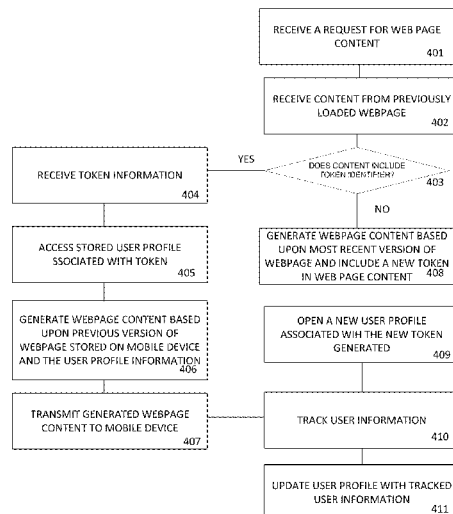 RECEIVE A REQUEST FOR WEB PAGE
CONTENT
401
RECEIVE CONTENT FROM PREVIOUSLY
LOADED WEBPAGE
402
DOES CONTENT INCLUDE
TOKEN IDENTIFIER?
403
YES
NO
RECEIVE TOKEN INFORMATION
404
ACCESS STORED USER PROFILE
SSOCIATED WITH TOKEN
405
GENERATE WEBPAGE CONTENT BASED
UPON PREVIOUS VERSION OF
WEBPAGE STORED ON MOBILE DEVICE
AND THE USER PROFILE INFORMATION
406
TRANSMIT GENERATED WEBPAGE
CONTENT TO MOBILE DEVICE
407
GENERATE WEBPAGE CONTENT BASED
UPON MOST RECENT VERSION OF
WEBPAGE AND INCLUDE A NEW TOKEN
IN WEB PAGE CONTENT
408
OPEN A NEW USER PROFILE
ASSOCIATED WIH THE NEW TOKEN
GENERATED
409
TRACK USER INFORMATION
410
UPDATE USER PROFILE WITH TRACKED
USER INFORMATION
411